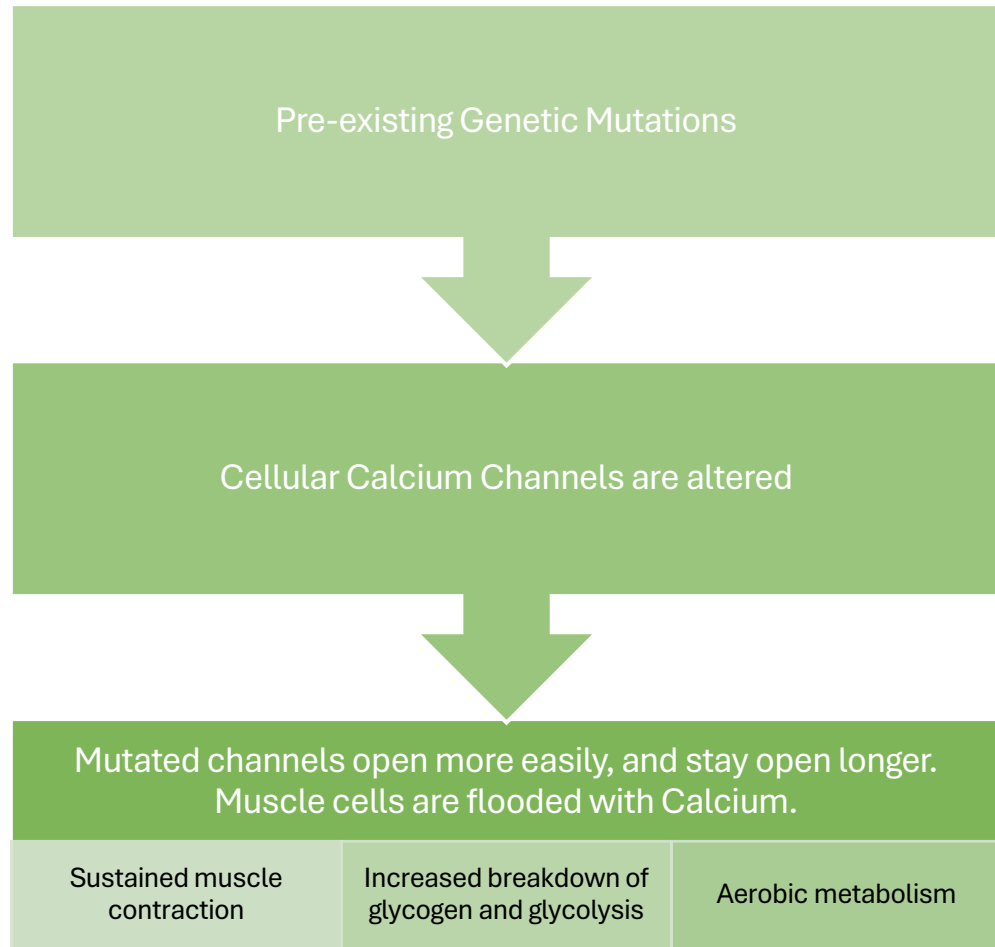 Pre-existing Genetic Mutations
Cellular Calcium Channels are altered
Mutated channels open more easily, and stay open longer.
Muscle cells are flooded with Calcium.
Sustained muscle
contraction
Increased breakdown of
glycogen and glycolysis
Aerobic metabolism